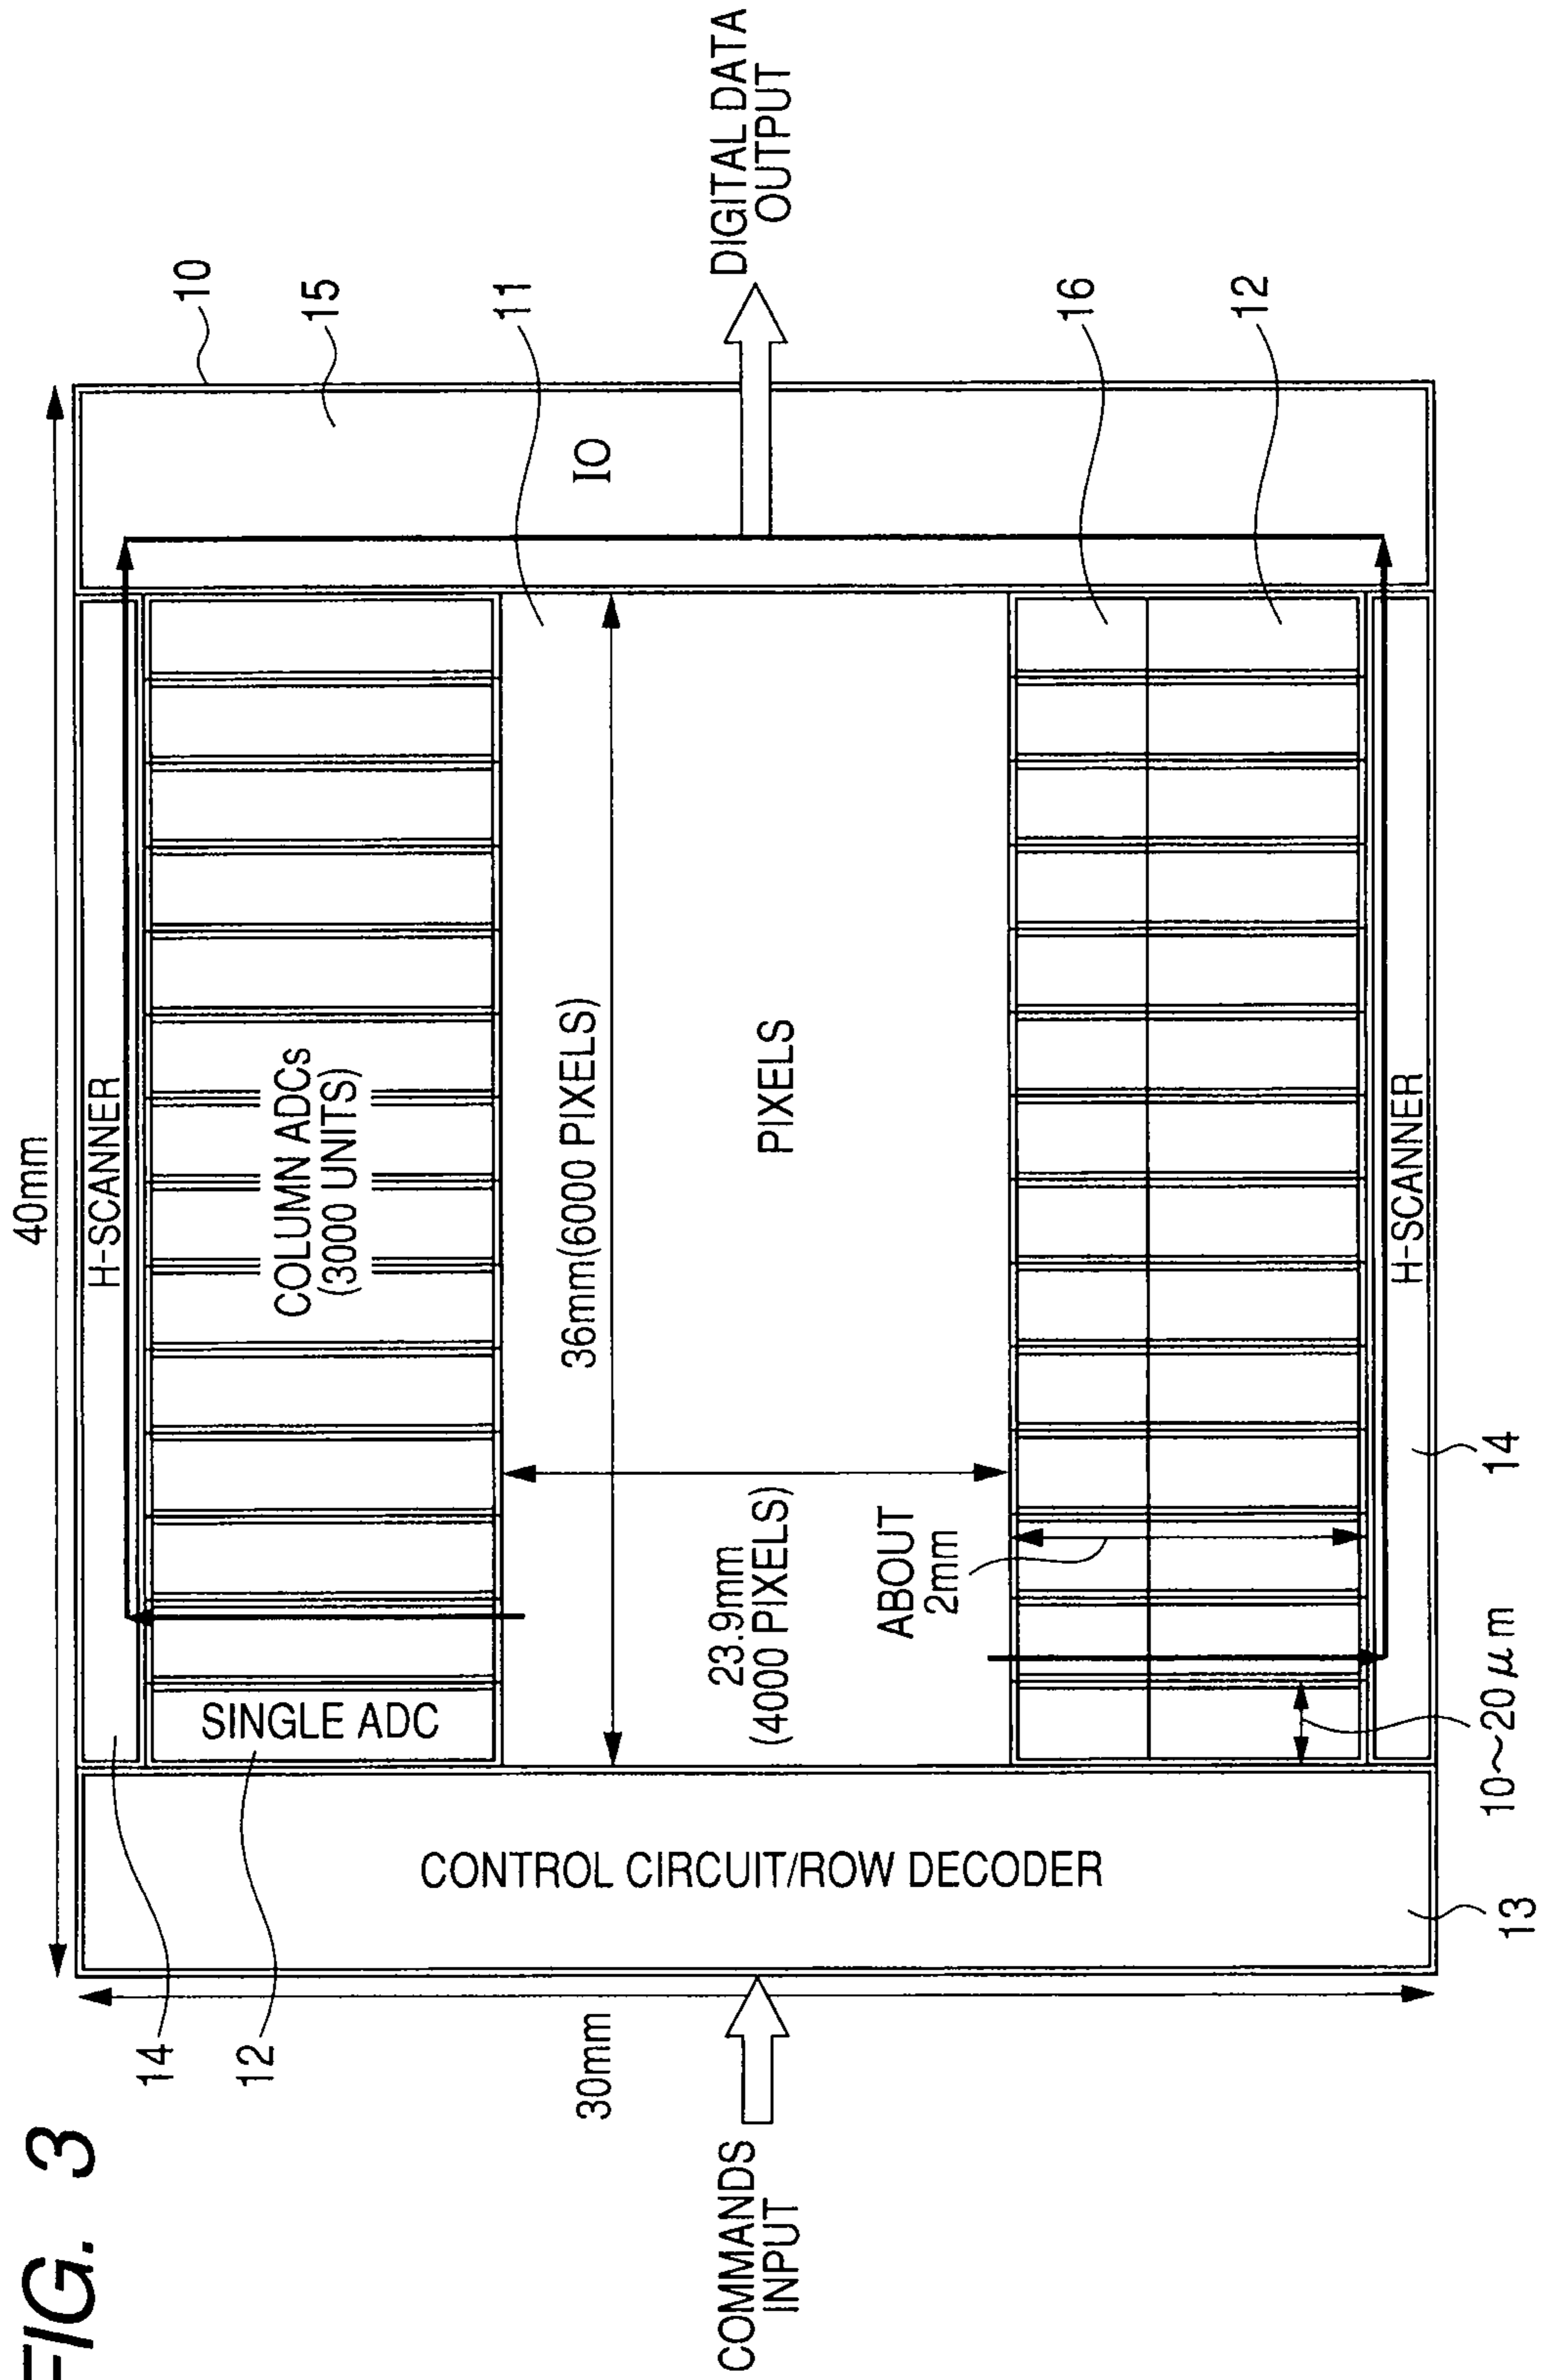 FIG. 3
40mm
10
15
11
H-SCANNER
COLUMN ADCs
(3000 UNITS)
SINGLE ADC
14
12
IO
36mm(6000 PIXELS)
PIXELS
23.9mm
(4000 PIXELS)
ABOUT
2mm
30mm
COMMANDS
INPUT
CONTROL CIRCUIT/ROW DECODER
DIGITAL DATA
OUTPUT
16
12
H-SCANNER
13
10~20μm
14